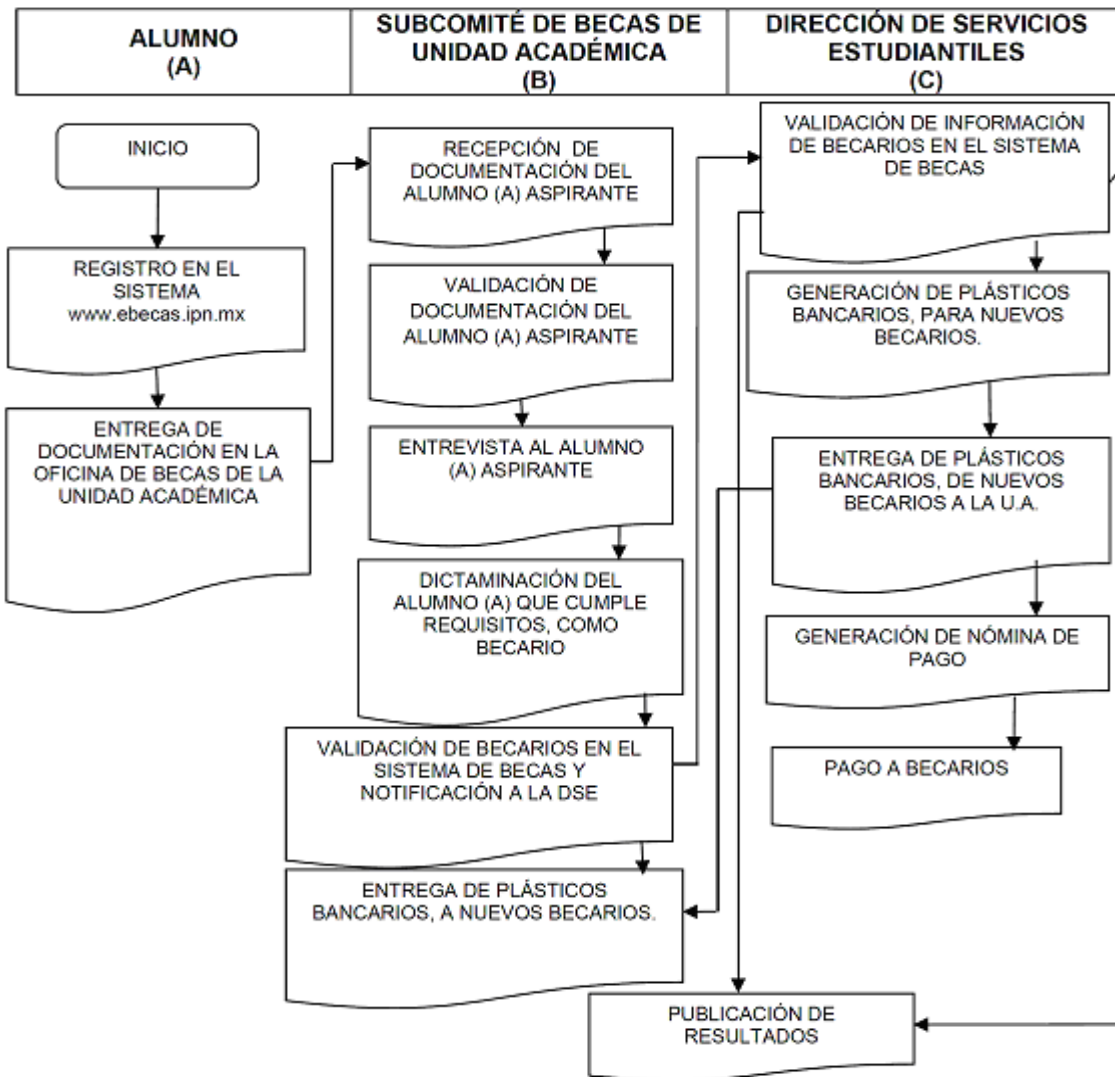 ALUMNO
(A)
SUBCOMITÉ DE BECAS DE
UNIDAD ACADÉMICA
(B)
DIRECCIÓN DE SERVICIOS
ESTUDIANTILES
(C)
INICIO
REGISTRO EN EL
SISTEMA
www.ebecas.ipn.mx
ENTREGA DE
DOCUMENTACIÓN EN LA
OFICINA DE BECAS DE LA
UNIDAD ACADÉMICA
RECEPCIÓN DE
DOCUMENTACIÓN DEL
ALUMNO (A) ASPIRANTE
VALIDACIÓN DE
DOCUMENTACIÓN DEL
ALUMNO (A) ASPIRANTE
ENTREVISTA AL ALUMNO
(A) ASPIRANTE
DICTAMINACIÓN DEL
ALUMNO (A) QUE CUMPLE
REQUISITOS, COMO
BECARIO
VALIDACIÓN DE BECARIOS EN EL
SISTEMA DE BECAS Y
NOTIFICACIÓN A LA DSE
ENTREGA DE PLÁSTICOS
BANCARIOS, A NUEVOS BECARIOS.
VALIDACIÓN DE INFORMACIÓN
DE BECARIOS EN EL SISTEMA
DE BECAS
GENERACIÓN DE PLÁSTICOS
BANCARIOS, PARA NUEVOS
BECARIOS.
ENTREGA DE PLÁSTICOS
BANCARIOS, DE NUEVOS
BECARIOS A LA U.A.
GENERACIÓN DE NÓMINA DE
PAGO
PAGO A BECARIOS
PUBLICACIÓN DE
RESULTADOS